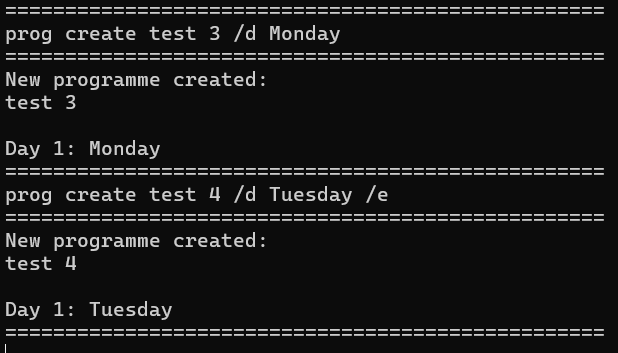 ==================================================
prog create test 3 /d Monday
==================================================
New programme created:
test 3
Day 1: Monday
==================================================
prog create test 4 /d Tuesday /e
==================================================
New programme created:
test 4
Day 1: Tuesday
==================================================